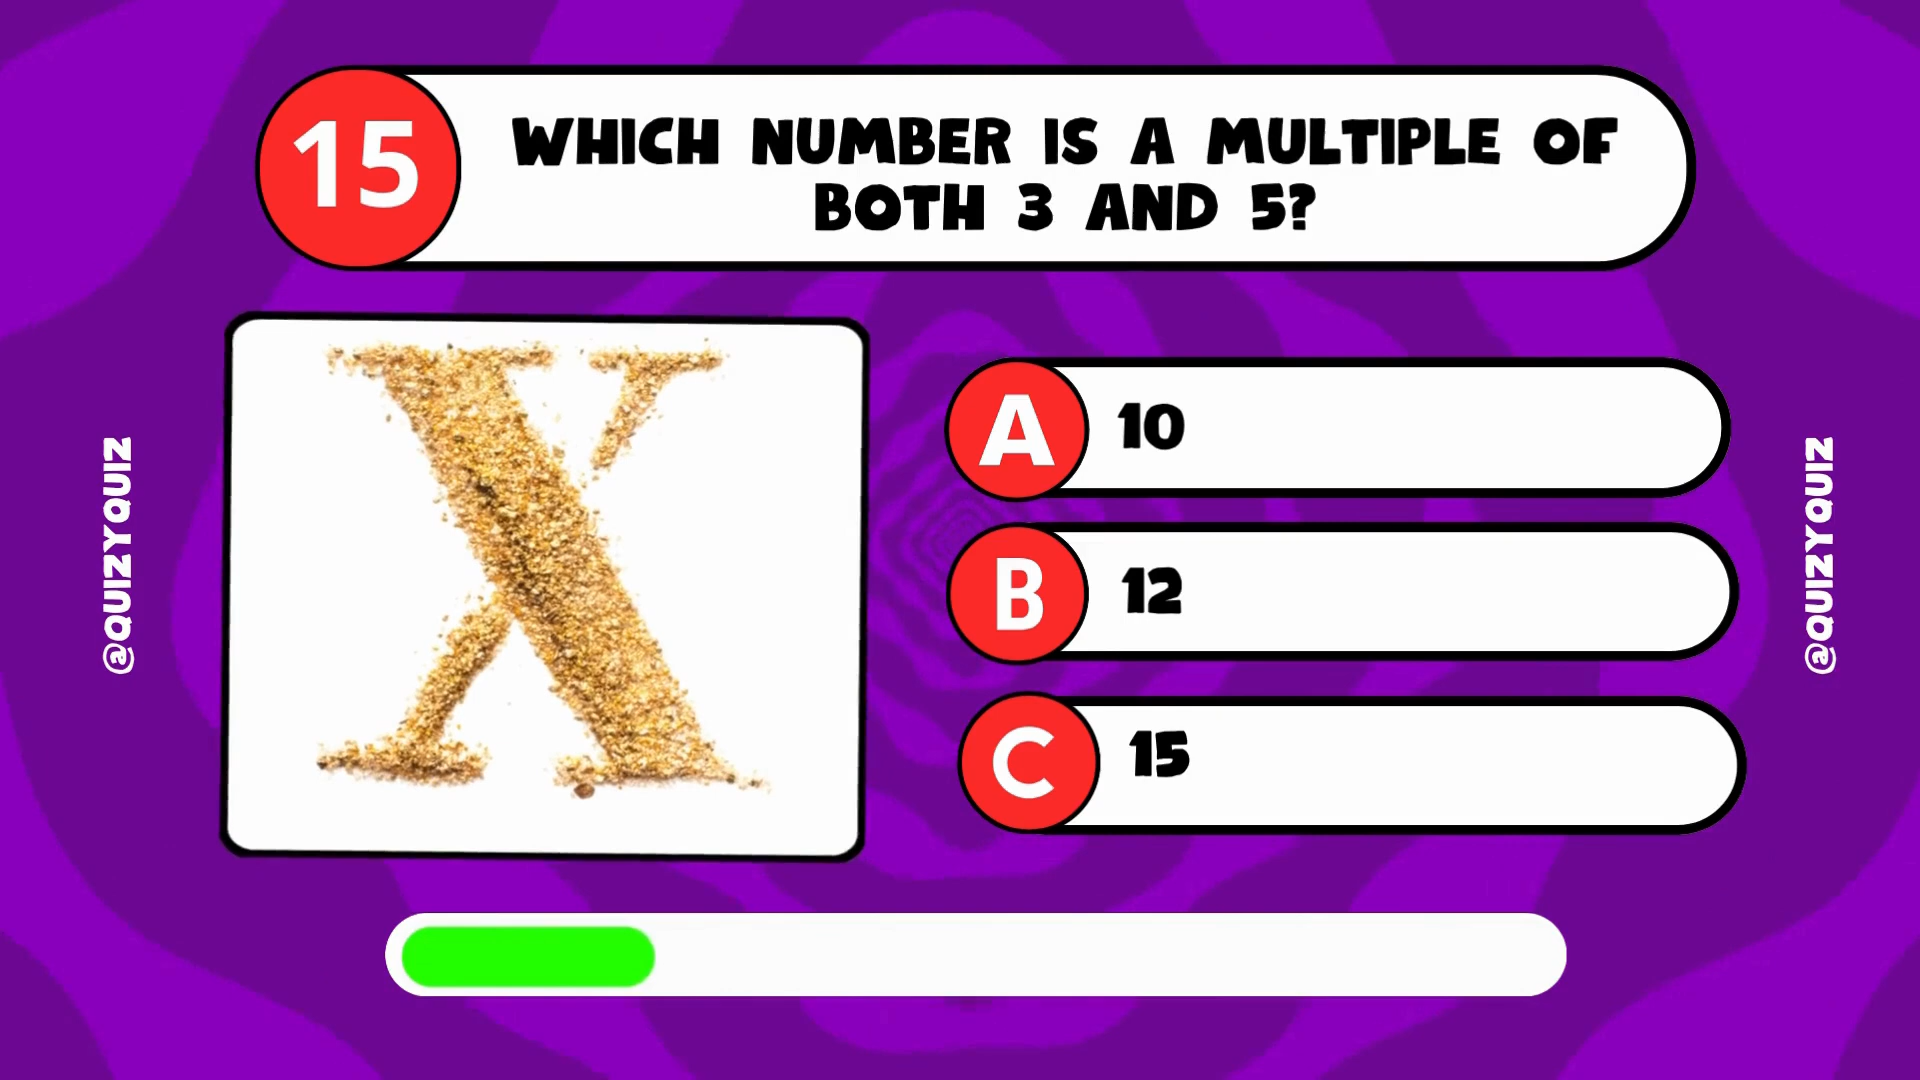 15
WHICH NUMBER IS A MULTIPLE OF
BOTH 3 AND 5?
X
A 10
B 12
C 15
@QUIZYQUIZ
@QUIZYQUIZ